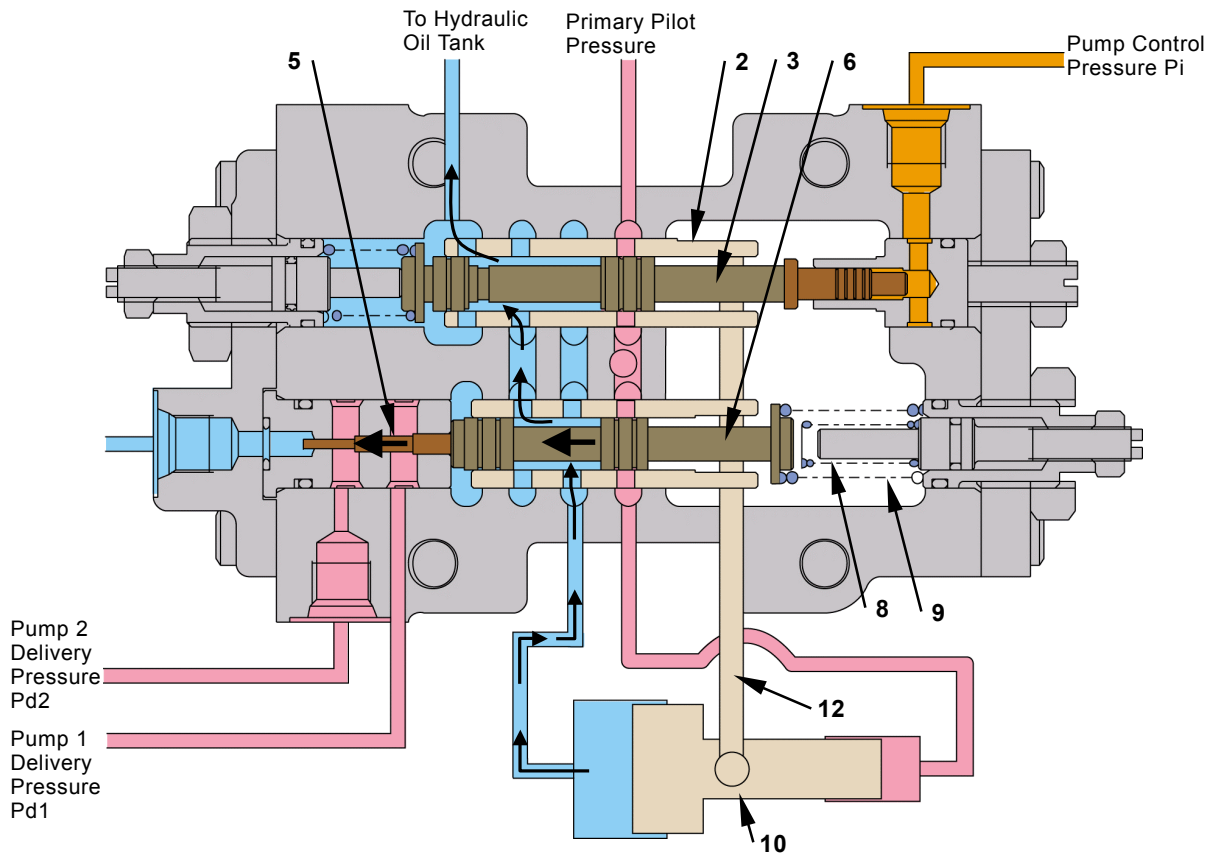 To Hydraulic
Oil Tank
Primary Pilot
Pressure
Pump Control
Pressure Pi
5
2
3
6
8
9
Pump 2
Delivery
Pressure
Pd2
12
Pump 1
Delivery
Pressure
Pd1
10